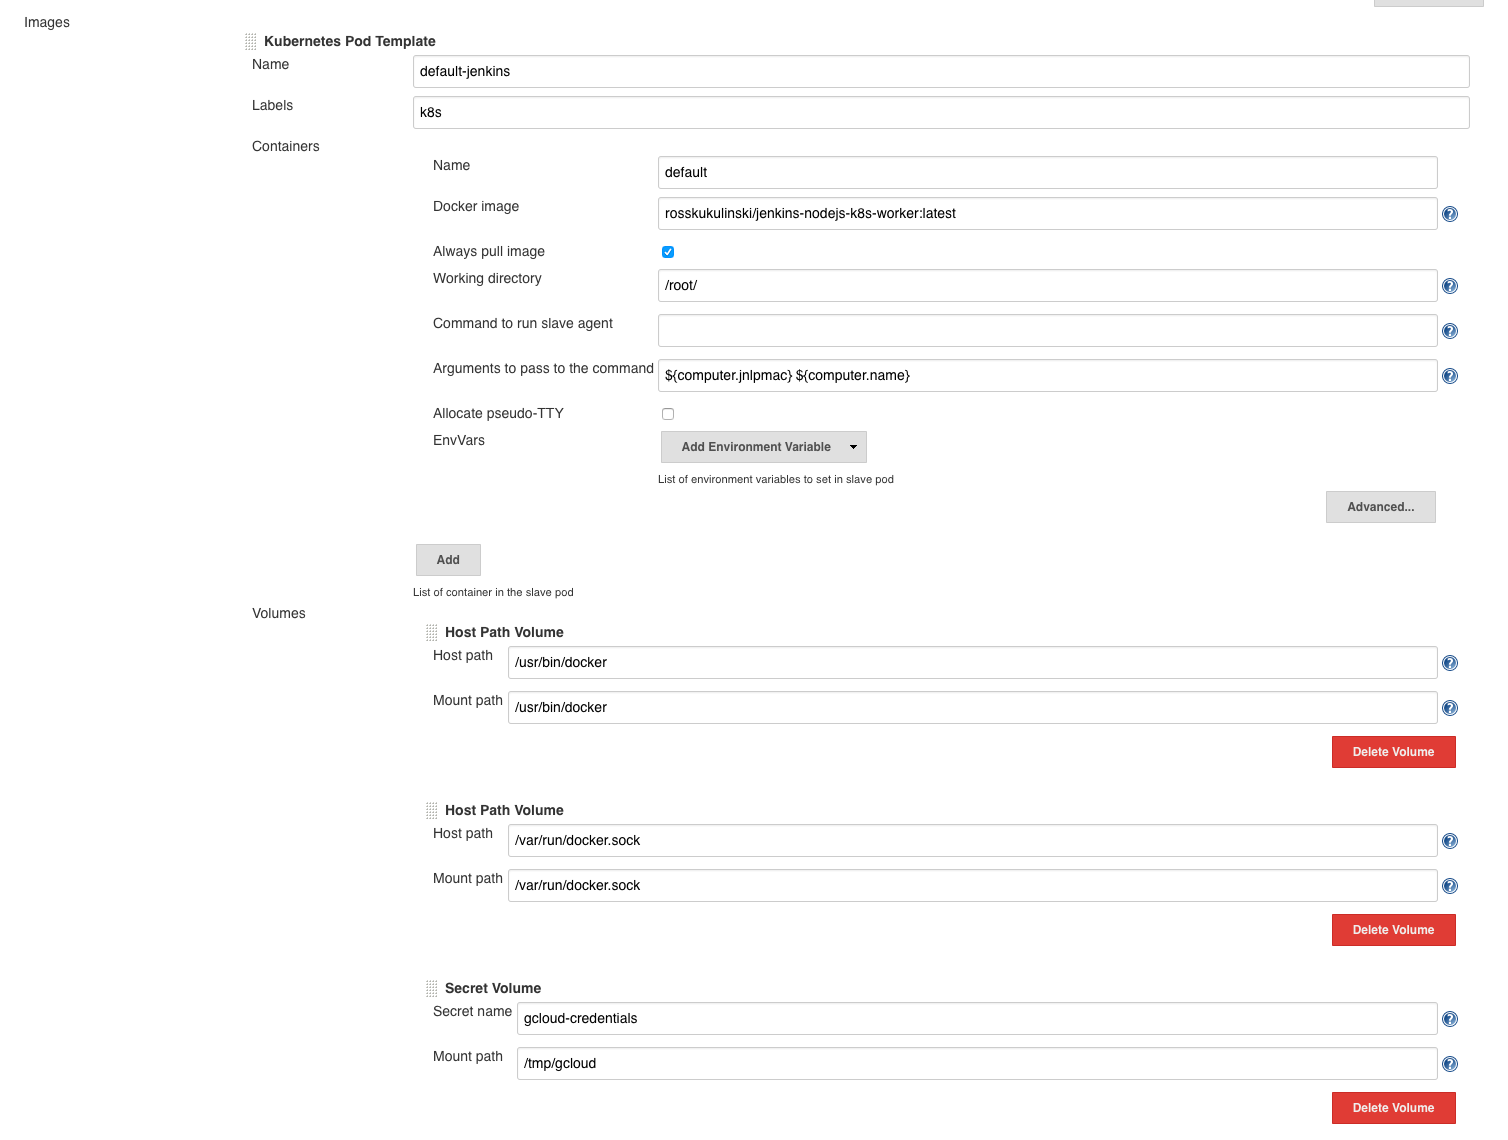 Images
Kubernetes Pod Template
Name
default-jenkins
Labels
k8s
Containers
Name
default
Docker image
rosskukulinski/jenkins-nodejs-k8s-worker:latest
Always pull image
Working directory
/root/
Command to run slave agent
Arguments to pass to the command
${computer.jnlpmac} ${computer.name}
Allocate pseudo-TTY
EnvVars
Add Environment Variable
List of environment variables to set in slave pod
Advanced...
Add
List of container in the slave pod
Volumes
Host Path Volume
Host path
/usr/bin/docker
Mount path
/usr/bin/docker
Delete Volume
Host Path Volume
Host path
/var/run/docker.sock
Mount path
/var/run/docker.sock
Delete Volume
Secret Volume
Secret name
gcloud-credentials
Mount path
/tmp/gcloud
Delete Volume